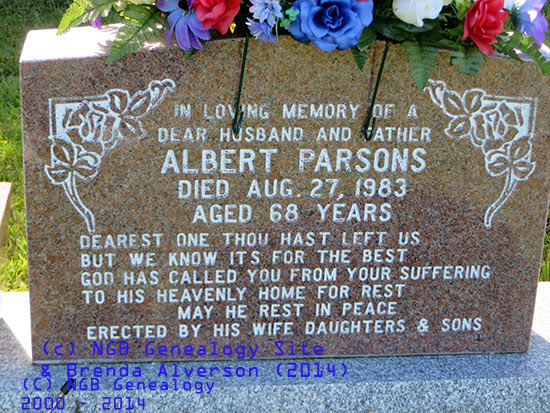 IN LOVING MEMORY OF A
DEAR HUSBAND AND FATHER
ALBERT PARSONS
DIED AUG. 27, 1983
AGED 68 YEARS
DEAREST ONE THOU HAST LEFT US
BUT WE KNOW ITS FOR THE BEST
GOD HAS CALLED YOU FROM YOUR SUFFERING
TO HIS HEAVENLY HOME FOR REST
MAY HE REST IN PEACE
ERECTED BY HIS WIFE DAUGHTERS & SONS
(c) NGB Genealogy Site
& Brenda Alverson (2014)
(C) NGB Genealogy
2000 - 2014